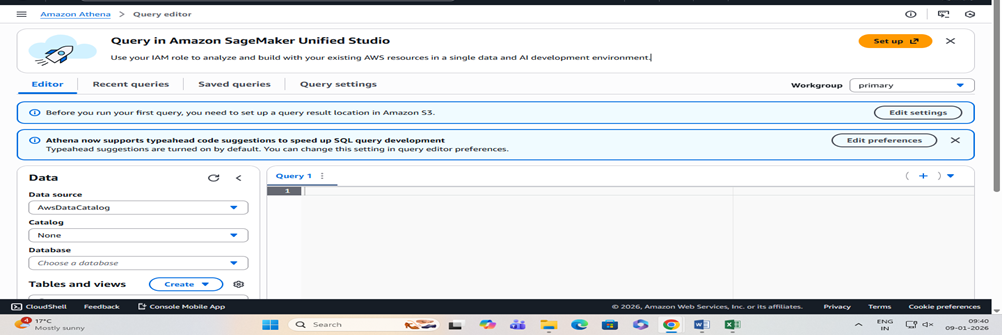 Amazon Athena > Query editor
Query in Amazon SageMaker Unified Studio
Use your IAM role to analyze and build with your existing AWS resources in a single data and AI development environment.
Set up
Editor Recent queries Saved queries Query settings
Workgroup primary
Before you run your first query, you need to set up a query result location in Amazon S3.
Edit settings
Athena now supports typeahead code suggestions to speed up SQL query development
Typeahead suggestions are turned on by default. You can change this setting in query editor preferences.
Edit preferences
Data
Data source
AwsDataCatalog
Catalog
None
Database
Choose a database
Tables and views Create
Query 1
1
CloudShell Feedback Console Mobile App
© 2026, Amazon Web Services, Inc. or its affiliates. Privacy Terms Cookie preferences
4
17°C
Mostly sunny
Search
ENG
IN
09:40
09-01-2026